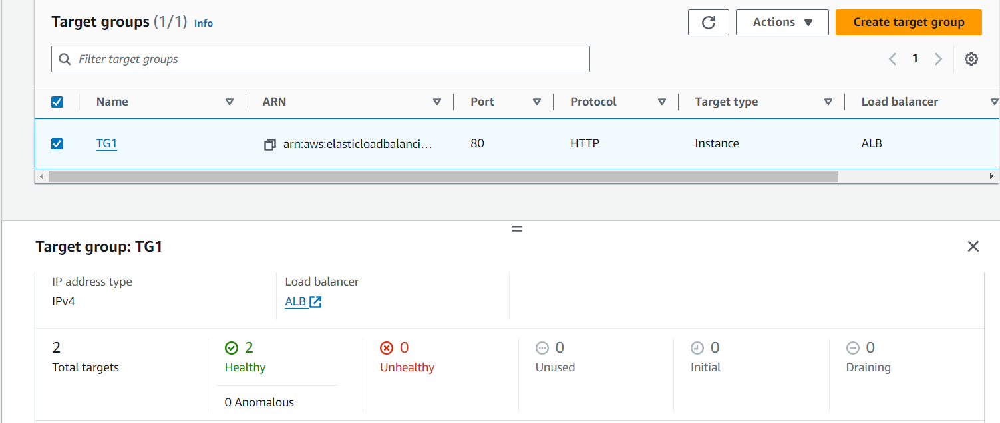 Target groups (1/1) Info
Actions
Create target group
Filter target groups
1
Name ARN Port Protocol Target type Load balancer
TG1 arn:aws:elasticloadbalanci... 80 HTTP Instance ALB
Target group: TG1
IP address type Load balancer
IPv4 ALB
2 2 0 0 0 0
Total targets Healthy Unhealthy Unused Initial Draining
0 Anomalous